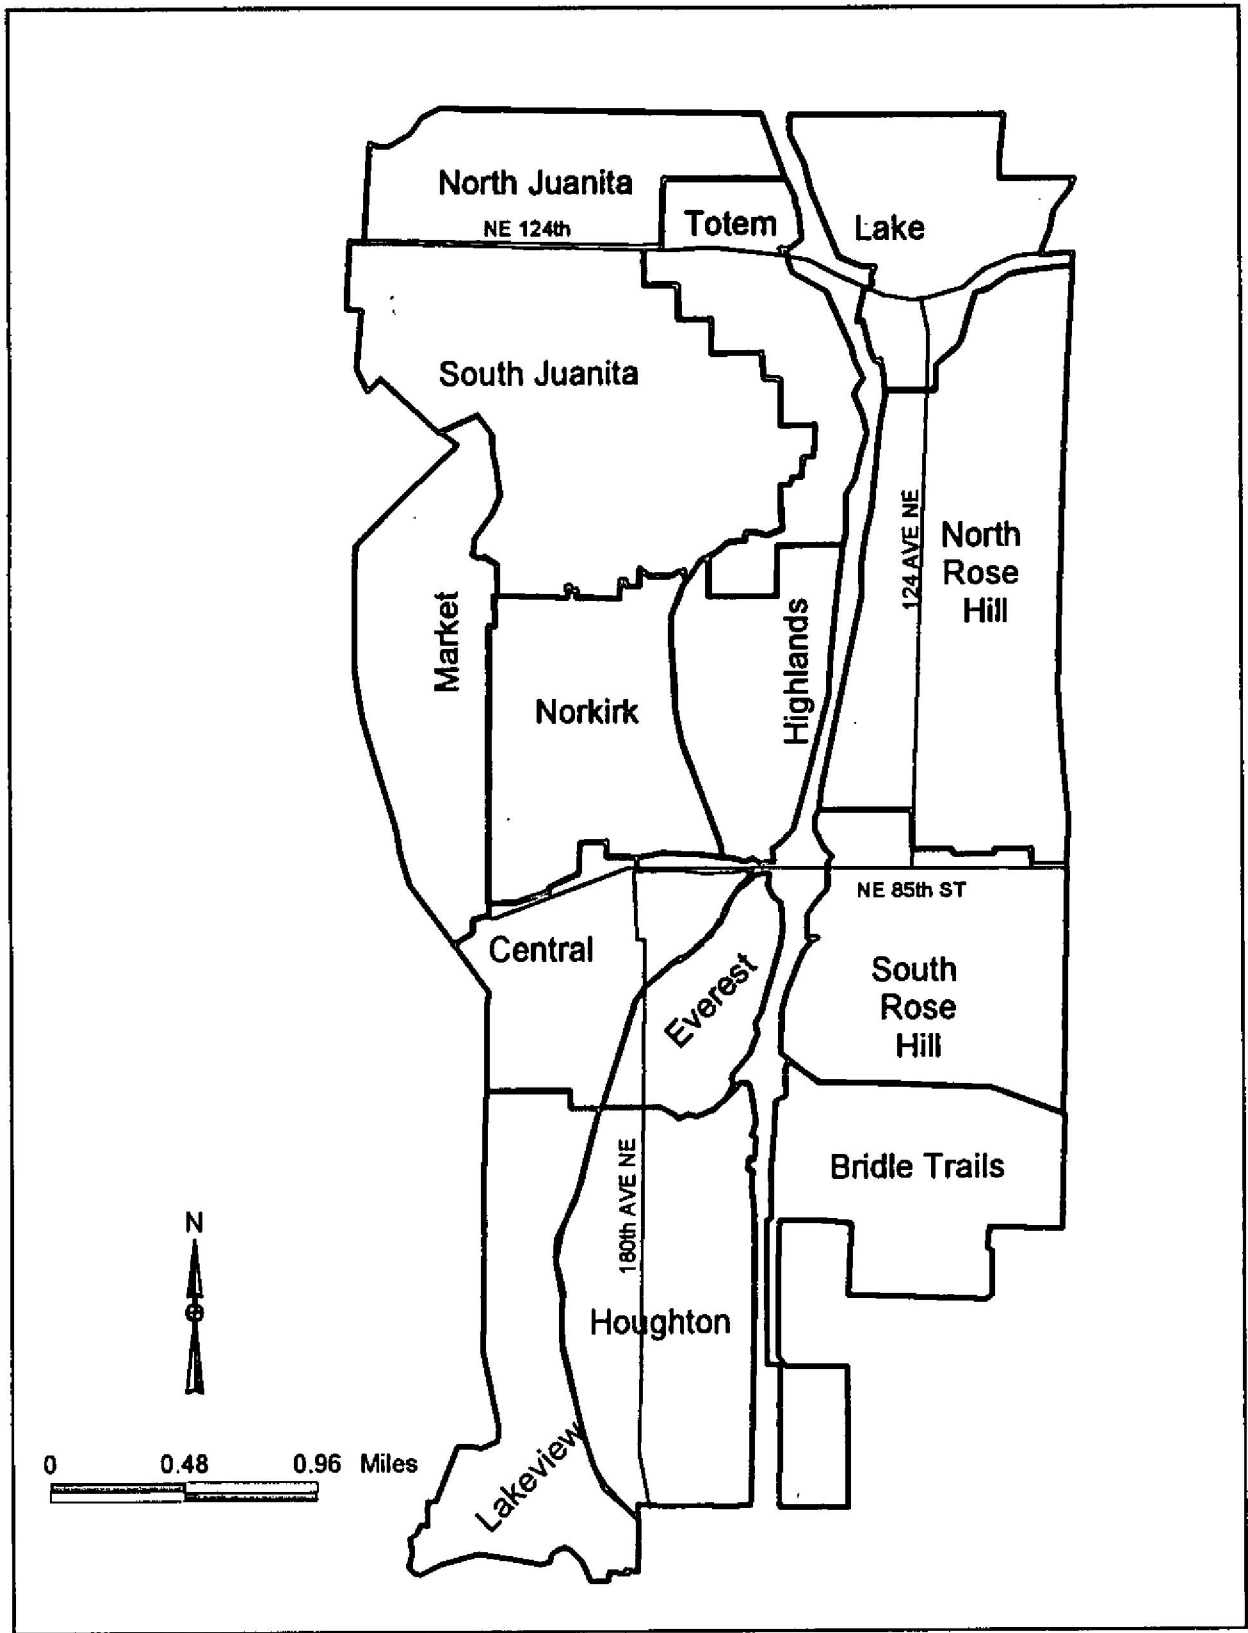 North Juanita
NE 124th
Totem
Lake
South Juanita
124 AVE NE
North
Rose
Hill
Market
Highlands
Norkirk
NE 85th ST
Central
Everest
South
Rose
Hill
180th AVE NE
Bridle Trails
N
Houghton
Lakeview
0 0.48 0.96 Miles